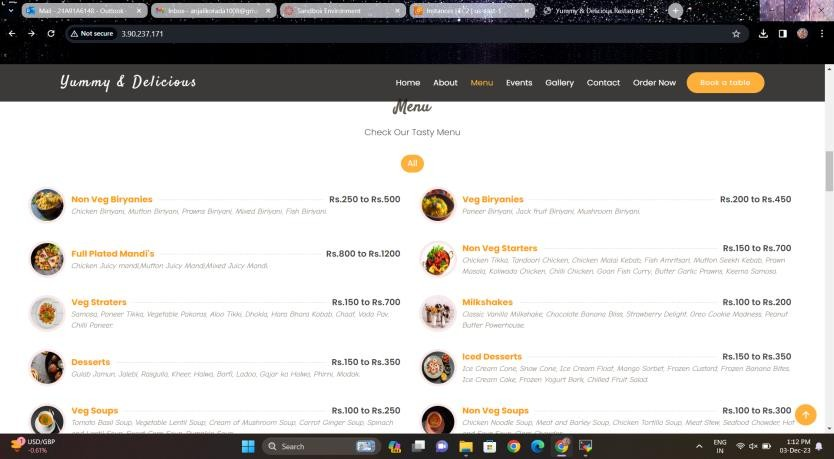 Mail - 24A91A6148 - Outlook
Inbox - anjalikorada10@gm
Sandbox Environment
Instances | EC2 | us-east-1
Yummy & Delicious Restaurant
Not secure 3.90.237.171
Yummy & Delicious
Home About Menu Events Gallery Contact Order Now Book a table
Menu
Check Our Tasty Menu
All
Non Veg Biryanies Rs.250 to Rs.500
Chicken Biriyani, Mutton Biriyani, Prawns Biriyani, Mixed Biriyani, Fish Biriyani.
Veg Biryanies Rs.200 to Rs.450
Paneer Biriyani, Jack fruit Biriyani, Mushroom Biriyani.
Full Plated Mandi's Rs.800 to Rs.1200
Chicken Juicy mandi,Mutton Juicy Mandi,Mixed Juicy Mandi.
Non Veg Starters Rs.150 to Rs.700
Chicken Tikka, Tandoori Chicken, Chicken Malai Kebab, Fish Amritsari, Mutton Seekh Kebab, Prawn
Masala, Koliwada Chicken, Chilli Chicken, Goan Fish Curry, Butter Garlic Prawns, Keema Samosa.
Veg Straters Rs.150 to Rs.700
Samosa, Paneer Tikka, Vegetable Pakoras, Aloo Tikki, Dhokla, Hara Bhara Kabab, Chaat, Vada Pav,
Chilli Paneer.
Milkshakes Rs.100 to Rs.200
Classic Vanilla Milkshake, Chocolate Banana Bliss, Strawberry Delight, Oreo Cookie Madness, Peanut
Butter Powerhouse.
Desserts Rs.150 to Rs.350
Gulab Jamun, Jalebi, Rasgulla, Kheer, Halwa, Barfi, Ladoo, Gajar ka Halwa, Phirni, Modak.
Iced Desserts Rs.150 to Rs.350
Ice Cream Cone, Snow Cone, Ice Cream Float, Mango Sorbet, Frozen Custard, Frozen Banana Bites,
Ice Cream Cake, Frozen Yogurt Bark, Chilled Fruit Salad.
Veg Soups Rs.100 to Rs.250
Tomato Basil Soup, Vegetable Lentil Soup, Cream of Mushroom Soup, Carrot Ginger Soup, Spinach
Non Veg Soups Rs.100 to Rs.300
Chicken Noodle Soup, Meat and Barley Soup, Chicken Tortilla Soup, Meat Stew, Seafood Chowder, Hot
1
USD/GBP
-0.61%
Search
ENG
IN
1:12 PM
03-Dec-23